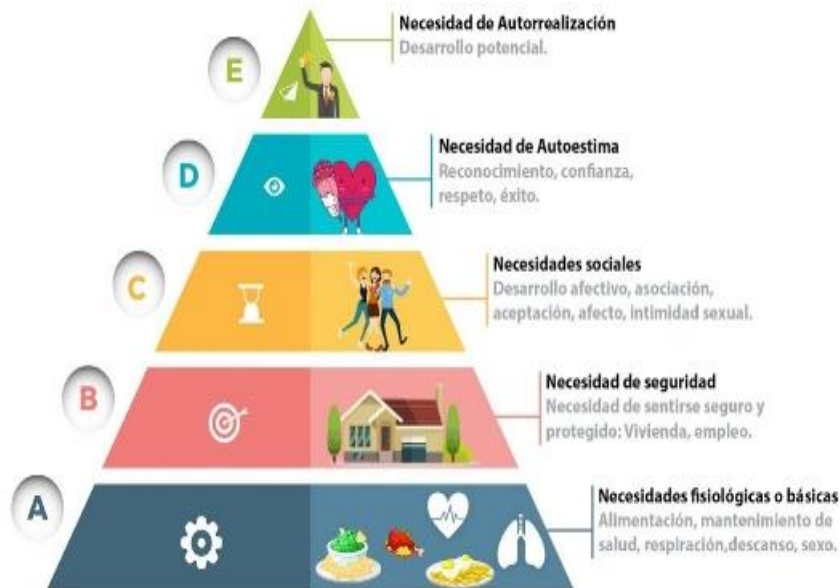 E
Necesidad de Autorrealización
Desarrollo potencial.
D
Necesidad de Autoestima
Reconocimiento, confianza,
respeto, éxito.
C
Necesidades sociales
Desarrollo afectivo, asociación,
aceptación, afecto, intimidad sexual.
B
Necesidad de seguridad
Necesidad de sentirse seguro y
protegido: Vivienda, empleo.
A
Necesidades fisiológicas o básicas
Alimentación, mantenimiento de
salud, respiración,descanso, sexo.